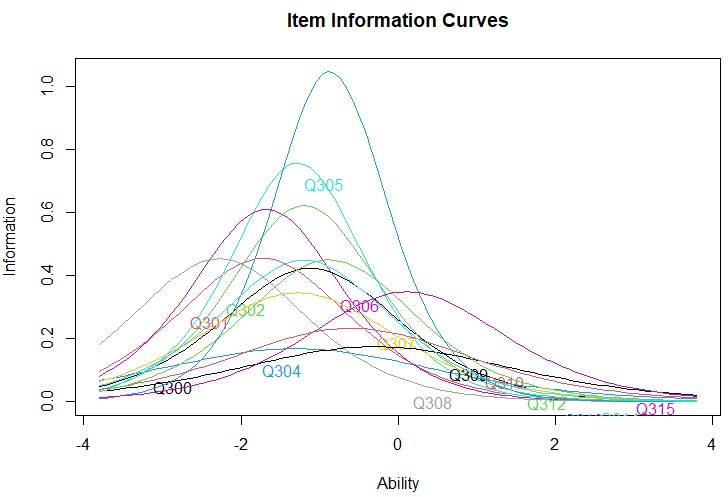 Item Information Curves
Information
1.0
0.8
0.6
0.4
0.2
0.0
Q305
Q302
Q301
Q306
Q307
Q304
Q309
Q310
Q300
Q308
Q312
Q315
-4
-2
0
2
4
Ability